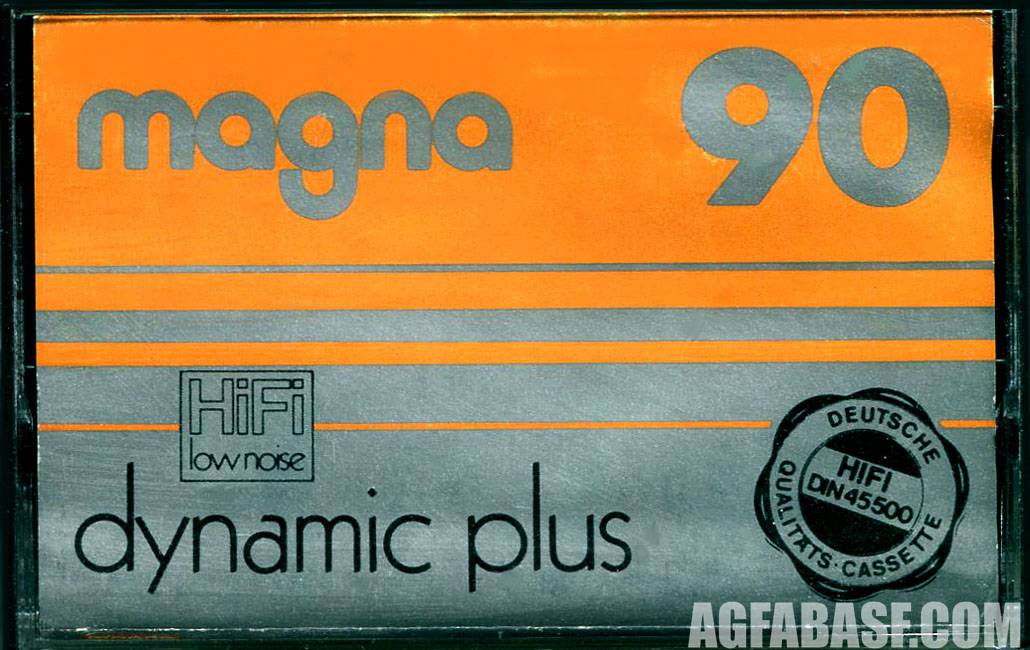 magna 90
HiFi
low noise
dynamic plus
DEUTSCHE
QUALITÄTS·CASSETTE
HIFI
DIN 45500
AGFABASE.COM